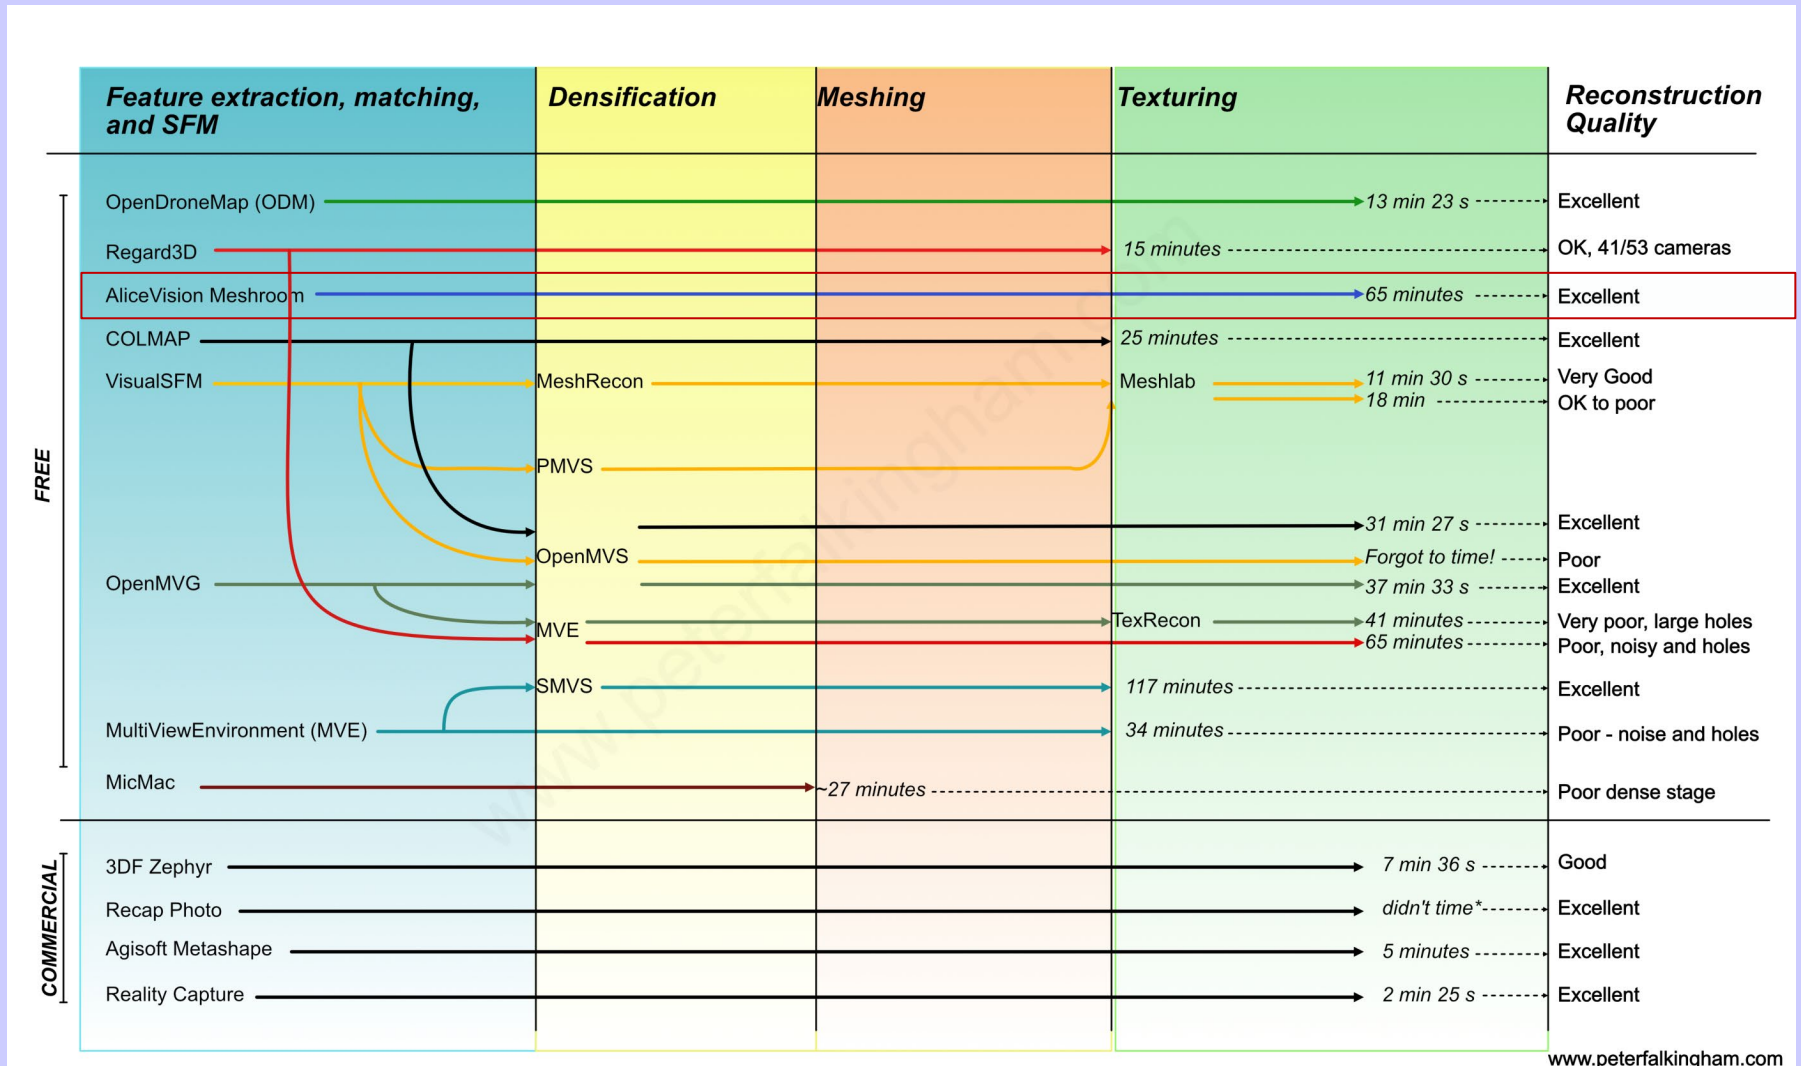 Feature extraction, matching,
and SFM
Densification
Meshing
Texturing
Reconstruction
Quality
FREE
OpenDroneMap (ODM)
13 min 23 s
Excellent
Regard3D
15 minutes
OK, 41/53 cameras
AliceVision Meshroom
65 minutes
Excellent
COLMAP
25 minutes
Excellent
VisualSFM
MeshRecon
Meshlab
11 min 30 s
Very Good
18 min
OK to poor
PMVS
31 min 27 s
Excellent
OpenMVS
Forgot to time!
Poor
OpenMVG
37 min 33 s
Excellent
MVE
TexRecon
41 minutes
Very poor, large holes
65 minutes
Poor, noisy and holes
SMVS
117 minutes
Excellent
MultiViewEnvironment (MVE)
34 minutes
Poor - noise and holes
MicMac
~27 minutes
Poor dense stage
COMMERCIAL
3DF Zephyr
7 min 36 s
Good
Recap Photo
didn't time*
Excellent
Agisoft Metashape
5 minutes
Excellent
Reality Capture
2 min 25 s
Excellent
www.peterfalkingham.com
www.peterfalkingham.com